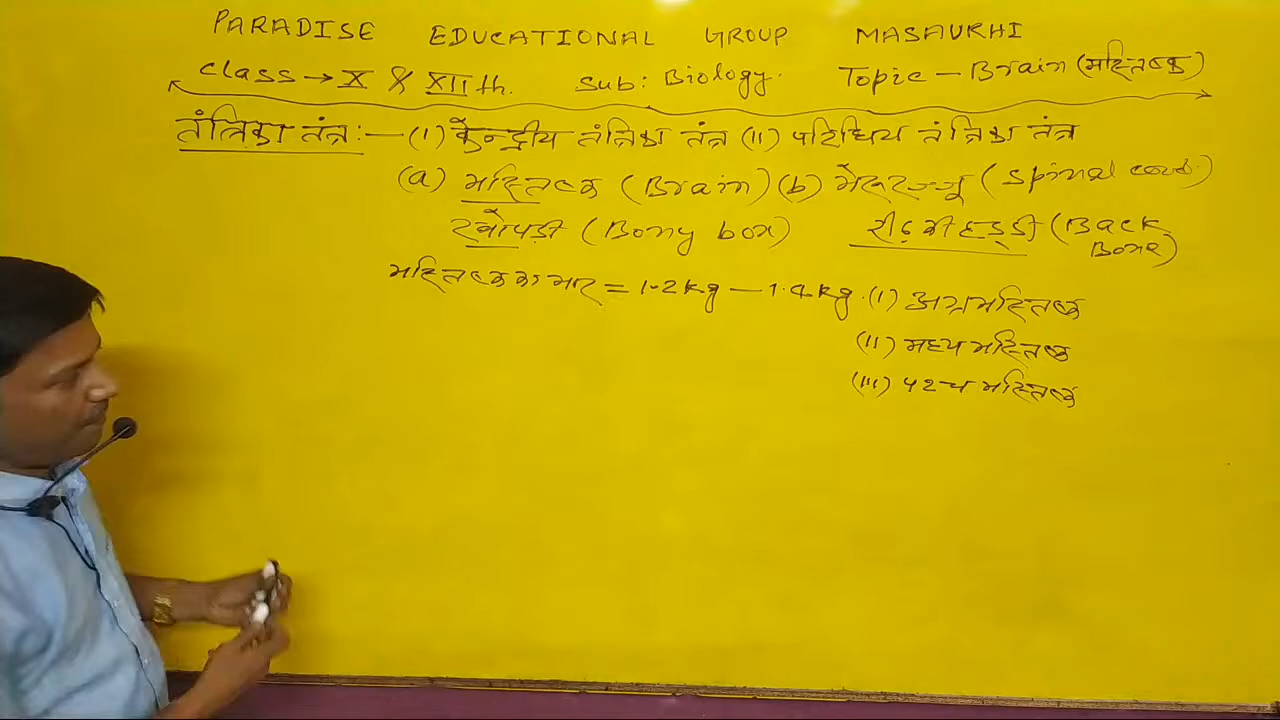 PARADISE EDUCATIONAL GROUP MASAURHI
Class → X & XII th. Sub: Biology. Topic – Brain (मस्तिष्क)
तंत्रिका तंत्र :— (I) केन्द्रीय तंत्रिका तंत्र (II) परिधिय तंत्रिका तंत्र
(a) मस्तिष्क (Brain) (b) मेरूरज्जू (Spinal cord.)
खोपड़ी (Bony box) रीढ़ की हड्डी (Back Bone)
मस्तिष्क का भार = 1.2 kg — 1.4 kg. (I) अग्रमस्तिष्क
(II) मध्य मस्तिष्क
(III) पश्च मस्तिष्क